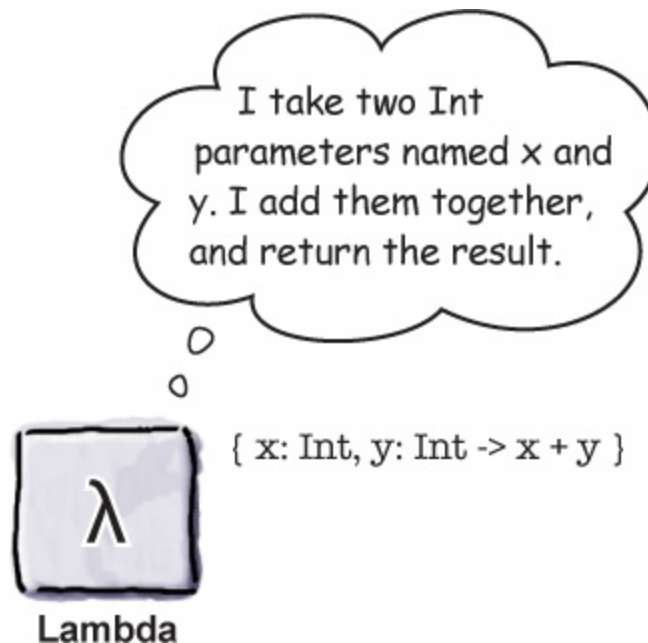 I take two Int
parameters named x and
y. I add them together,
and return the result.
{ x: Int, y: Int -> x + y }
λ
Lambda